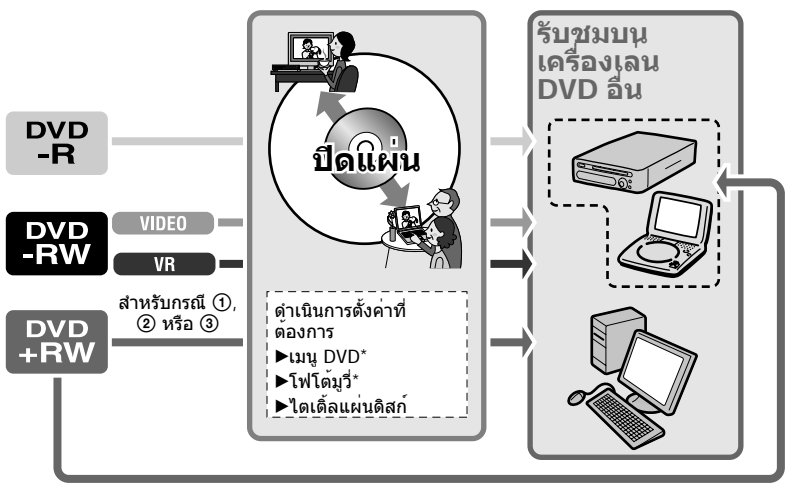 DVD
-R
DVD
-RW
VIDEO
VR
สำหรับกรณี ①,
② หรือ ③
DVD
+RW
ปิดแผ่น
ดำเนินการตั้งค่าที่
ต้องการ
▶เมนู DVD*
▶โฟโต้มูวี่*
▶ไตเติ้ลแผ่นดิสก์
รับชมบน
เครื่องเล่น
DVD อื่น